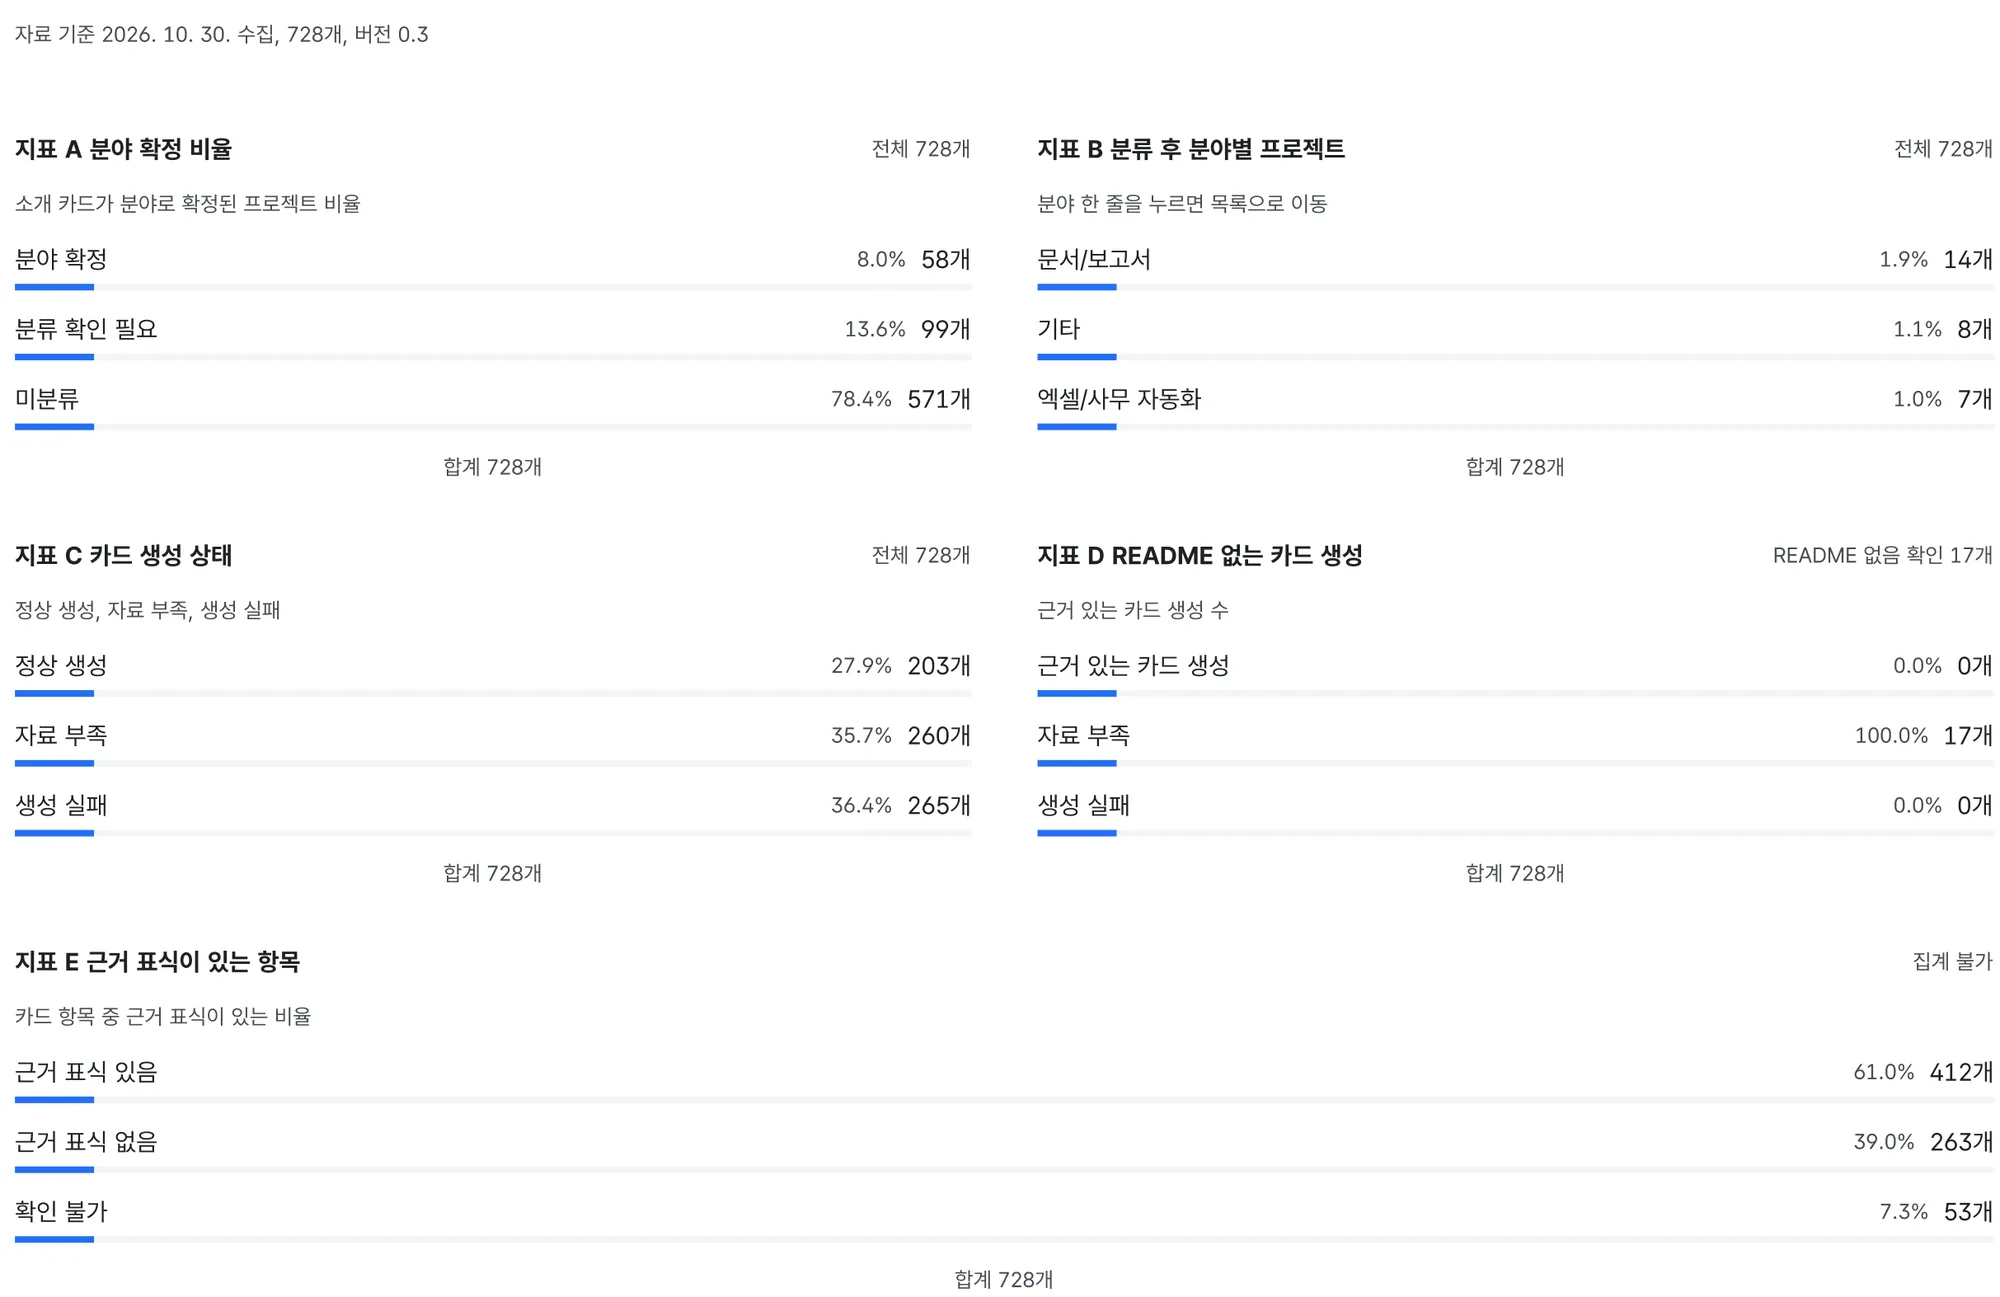 자료 기준 2026. 10. 30. 수집, 728개, 버전 0.3
지표 A 분야 확정 비율 전체 728개
소개 카드가 분야로 확정된 프로젝트 비율
분야 확정 8.0% 58개
분류 확인 필요 13.6% 99개
미분류 78.4% 571개
합계 728개
지표 B 분류 후 분야별 프로젝트 전체 728개
분야 한 줄을 누르면 목록으로 이동
문서/보고서 1.9% 14개
기타 1.1% 8개
엑셀/사무 자동화 1.0% 7개
합계 728개
지표 C 카드 생성 상태 전체 728개
정상 생성, 자료 부족, 생성 실패
정상 생성 27.9% 203개
자료 부족 35.7% 260개
생성 실패 36.4% 265개
합계 728개
지표 D README 없는 카드 생성 README 없음 확인 17개
근거 있는 카드 생성 수
근거 있는 카드 생성 0.0% 0개
자료 부족 100.0% 17개
생성 실패 0.0% 0개
합계 728개
지표 E 근거 표식이 있는 항목 집계 불가
카드 항목 중 근거 표식이 있는 비율
근거 표식 있음 61.0% 412개
근거 표식 없음 39.0% 263개
확인 불가 7.3% 53개
합계 728개